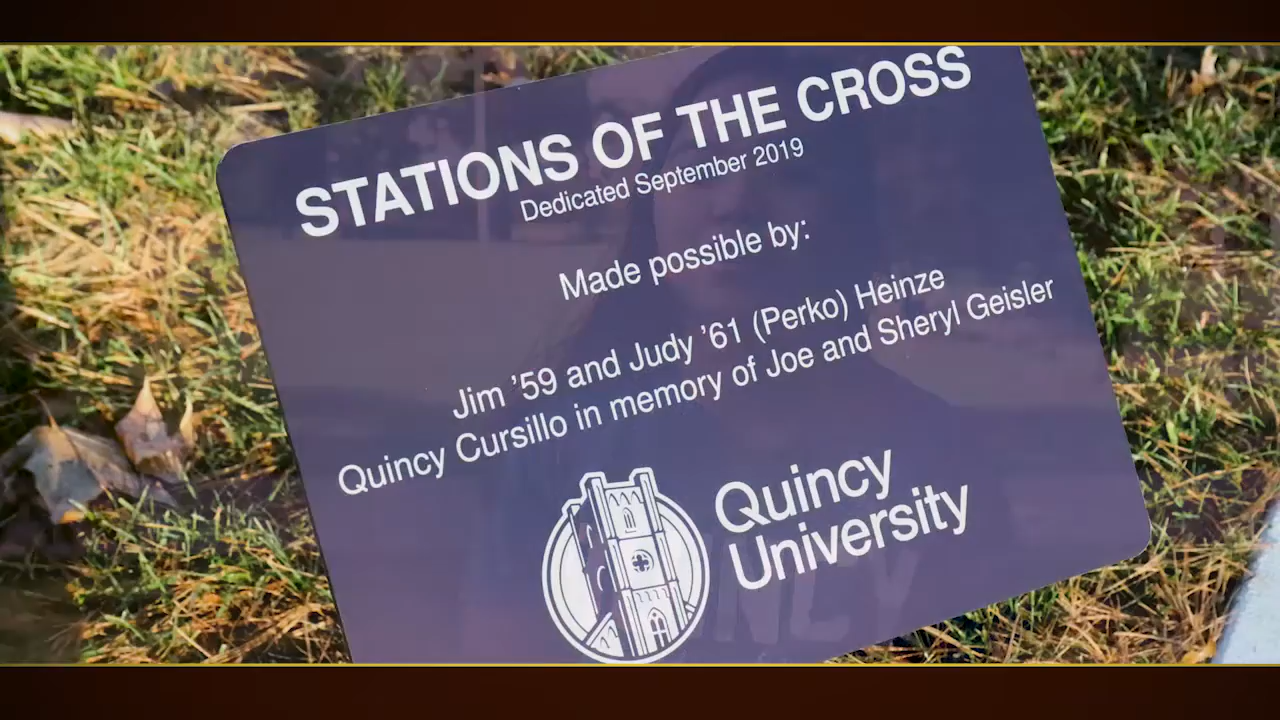 STATIONS OF THE CROSS
Dedicated September 2019
Made possible by:
Jim ’59 and Judy ’61 (Perko) Heinze
Quincy Cursillo in memory of Joe and Sheryl Geisler
Quincy
University